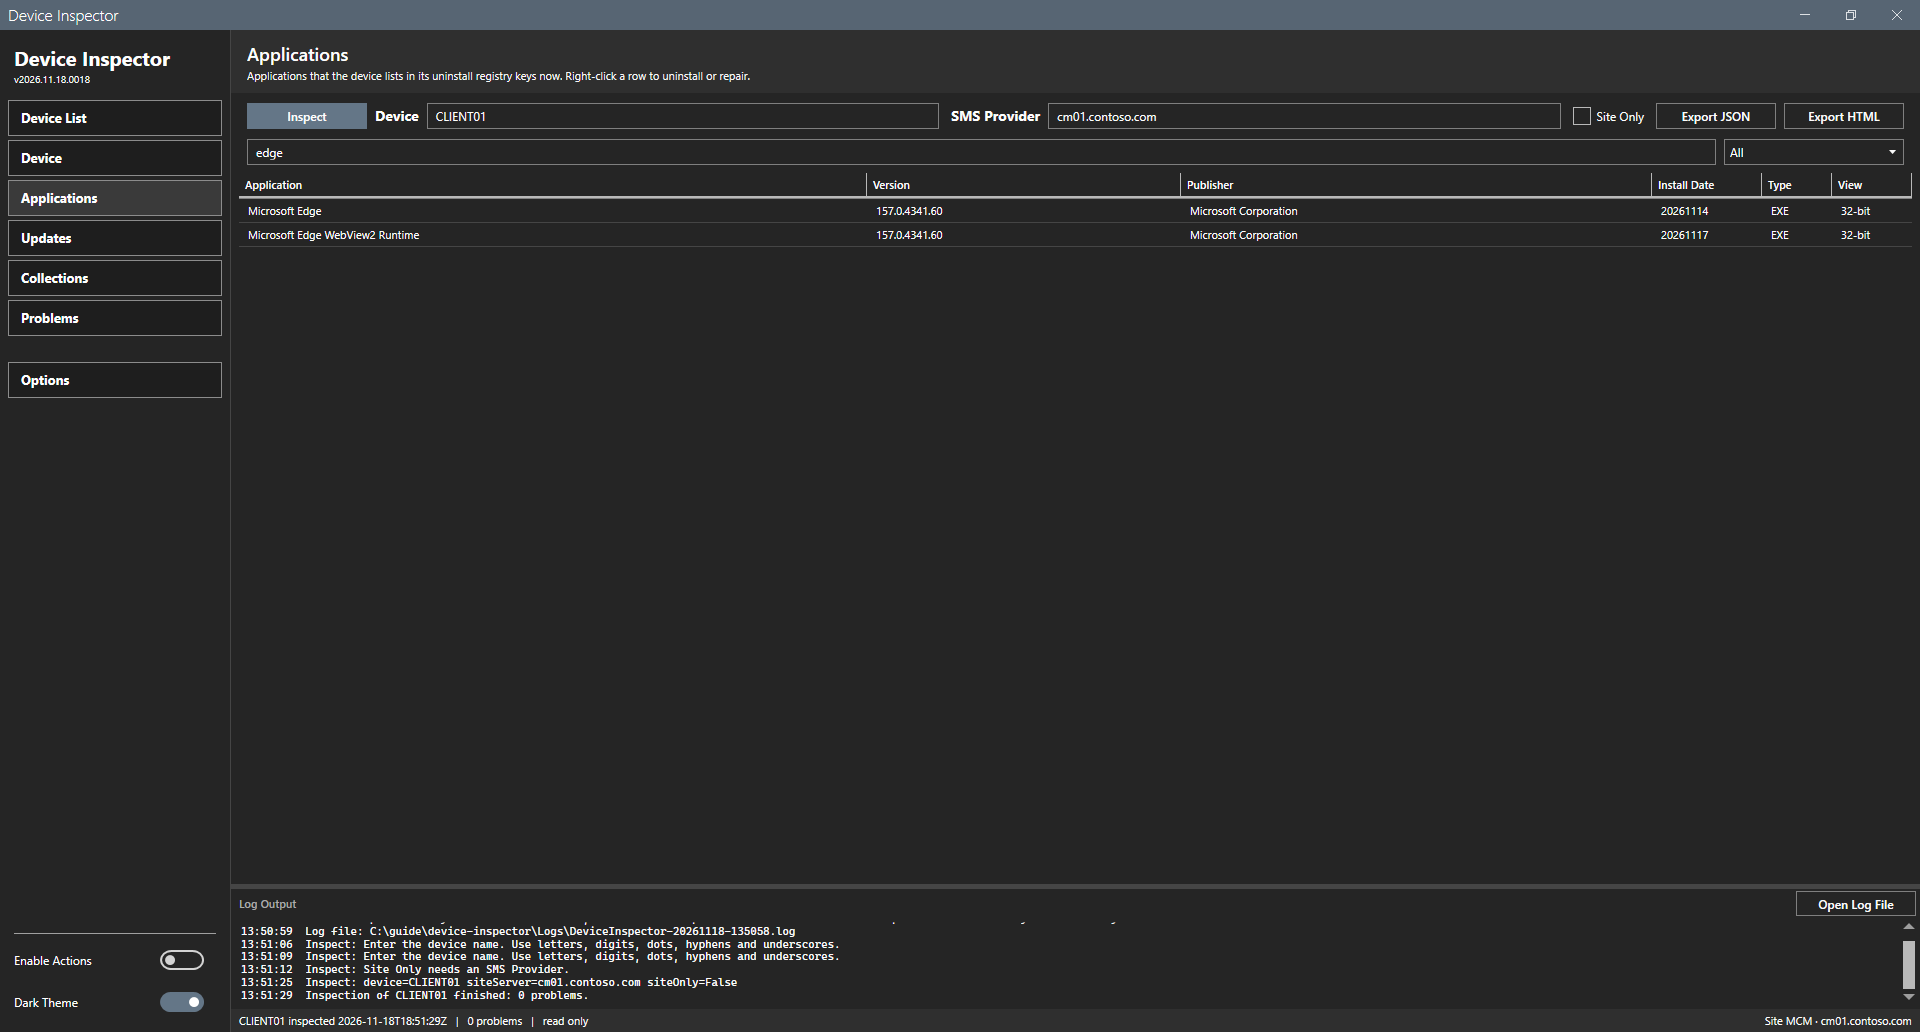 Device Inspector
Device Inspector
v2026.11.18.0018
Device List
Device
Applications
Updates
Collections
Problems
Options
Enable Actions
Dark Theme
Applications
Applications that the device lists in its uninstall registry keys now. Right-click a row to uninstall or repair.
Inspect Device CLIENT01 SMS Provider cm01.contoso.com Site Only Export JSON Export HTML
edge All
Application Version Publisher Install Date Type View
Microsoft Edge 157.0.4341.60 Microsoft Corporation 20261114 EXE 32-bit
Microsoft Edge WebView2 Runtime 157.0.4341.60 Microsoft Corporation 20261117 EXE 32-bit
Log Output Open Log File
13:50:59 Log file: C:\guide\device-inspector\Logs\DeviceInspector-20261118-135058.log
13:51:06 Inspect: Enter the device name. Use letters, digits, dots, hyphens and underscores.
13:51:09 Inspect: Enter the device name. Use letters, digits, dots, hyphens and underscores.
13:51:12 Inspect: Site Only needs an SMS Provider.
13:51:25 Inspect: device=CLIENT01 siteServer=cm01.contoso.com siteOnly=False
13:51:29 Inspection of CLIENT01 finished: 0 problems.
CLIENT01 inspected 2026-11-18T18:51:29Z | 0 problems | read only Site MCM · cm01.contoso.com